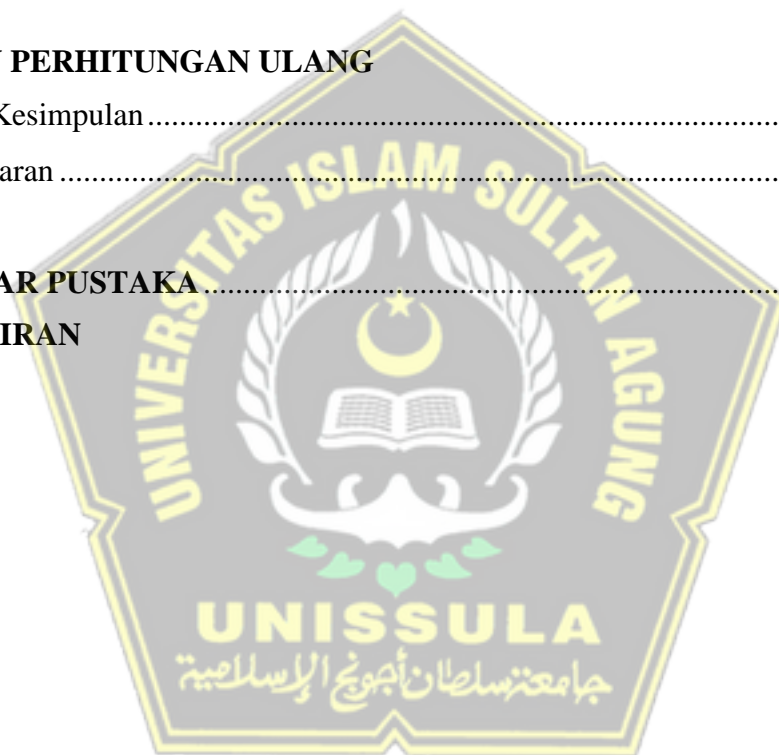 PERHITUNGAN ULANG
Kesimpulan................................................................................
aran..........................................................................................
AR PUSTAKA........................................................................
IRAN
UNIVERSITAS ISLAM SULTAN AGUNG
UNISSULA
جامعة سلطان أجونج الإسلامية